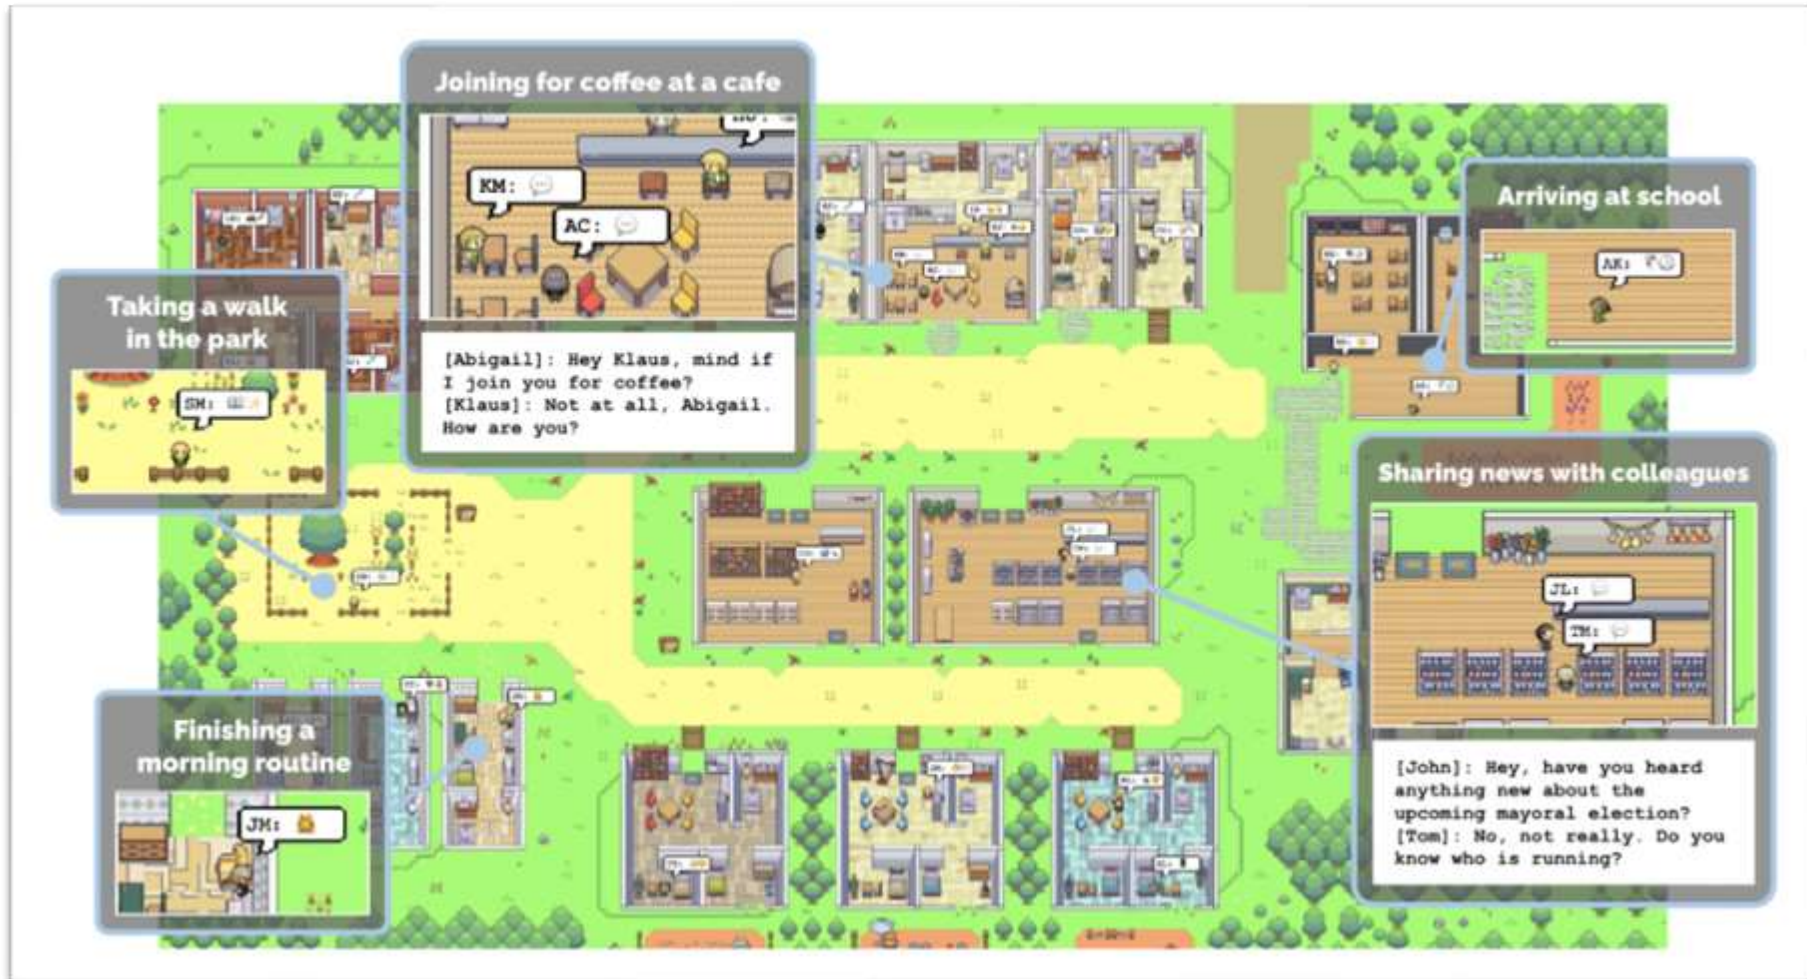 Joining for coffee at a cafe
KM:
AC:
[Abigail]: Hey Klaus, mind if
I join you for coffee?
[Klaus]: Not at all, Abigail.
How are you?
Arriving at school
AK:
Taking a walk
in the park
SM:
Sharing news with colleagues
JL:
TM:
[John]: Hey, have you heard
anything new about the
upcoming mayoral election?
[Tom]: No, not really. Do you
know who is running?
Finishing a
morning routine
JM: